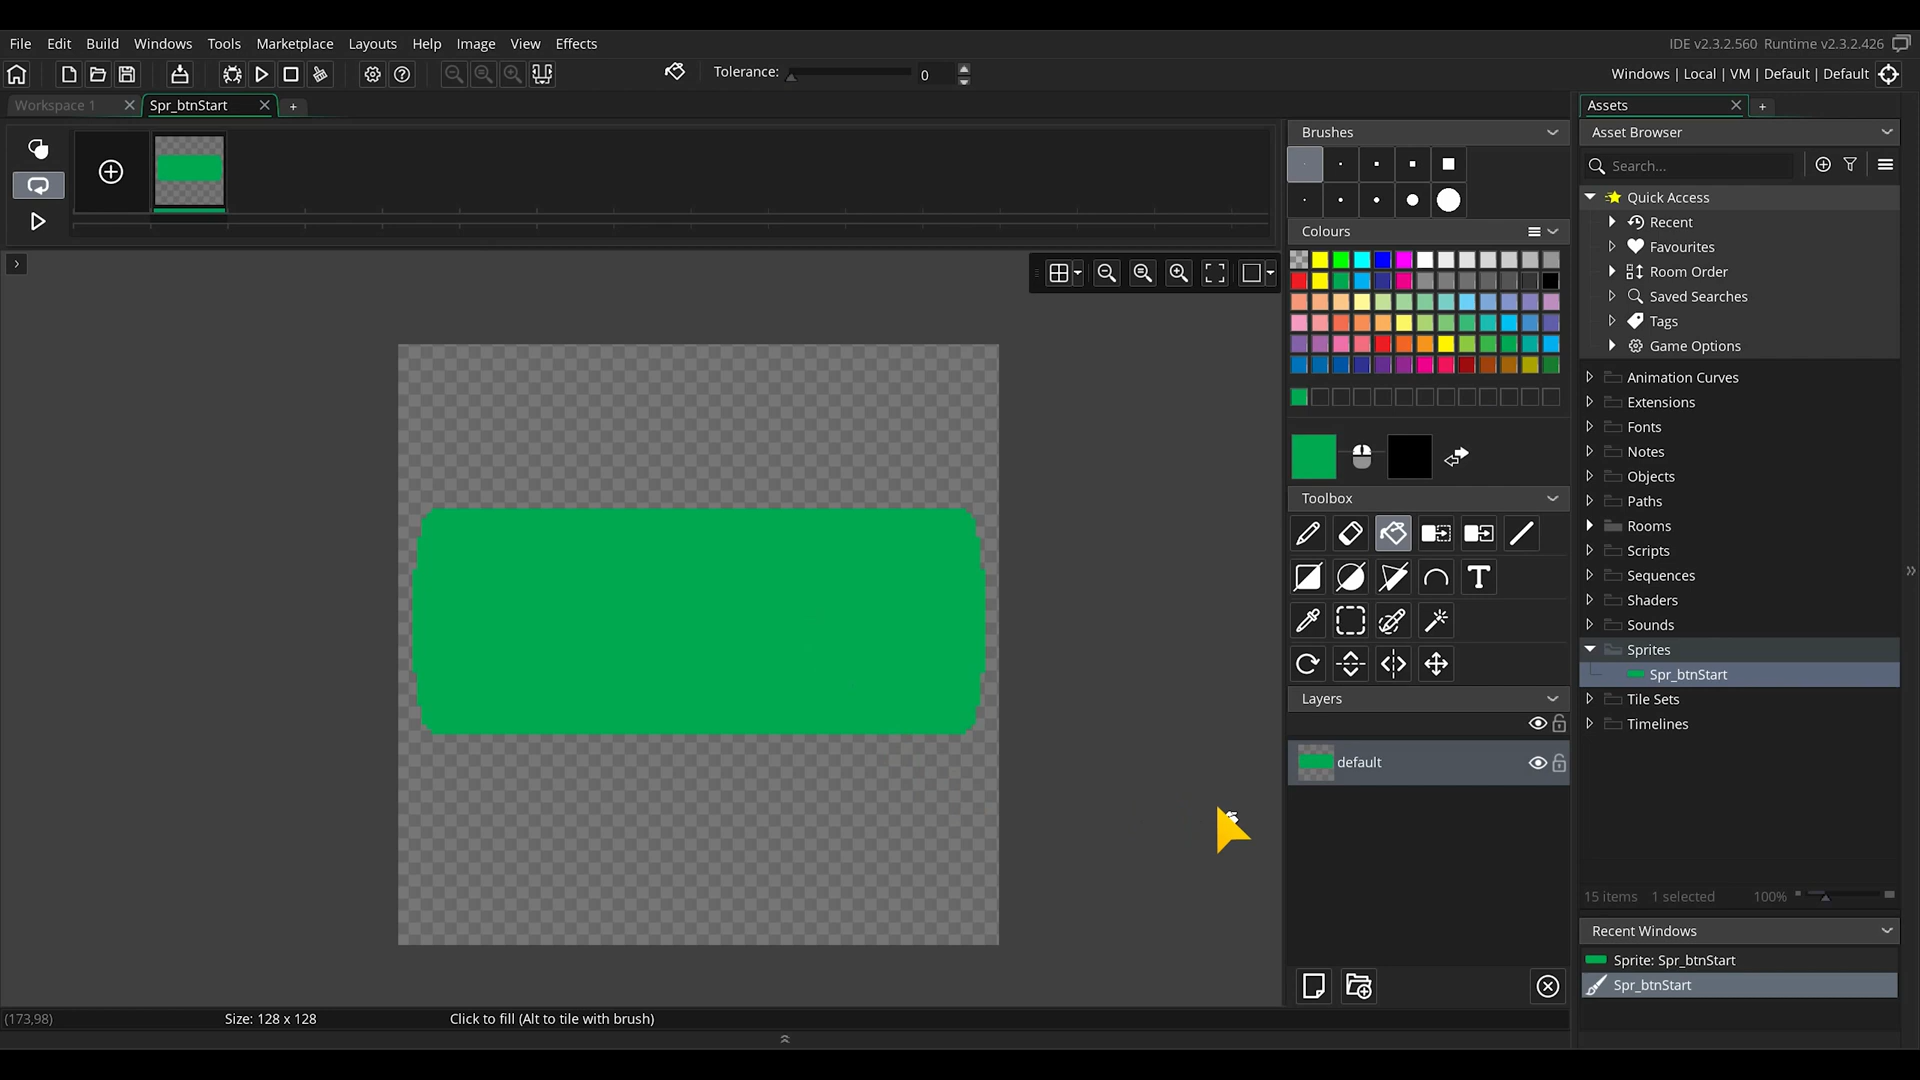 File Edit Build Windows Tools Marketplace Layouts Help Image View Effects
IDE v2.3.2.560 Runtime v2.3.2.426
Tolerance: 0
Windows | Local | VM | Default | Default
Workspace 1
Spr_btnStart
Brushes
Colours
Toolbox
T
Layers
default
Assets
Asset Browser
Search...
Quick Access
Recent
Favourites
Room Order
Saved Searches
Tags
Game Options
Animation Curves
Extensions
Fonts
Notes
Objects
Paths
Rooms
Scripts
Sequences
Shaders
Sounds
Sprites
Spr_btnStart
Tile Sets
Timelines
15 items 1 selected 100%
Recent Windows
Sprite: Spr_btnStart
Spr_btnStart
(173,98) Size: 128 x 128 Click to fill (Alt to tile with brush)